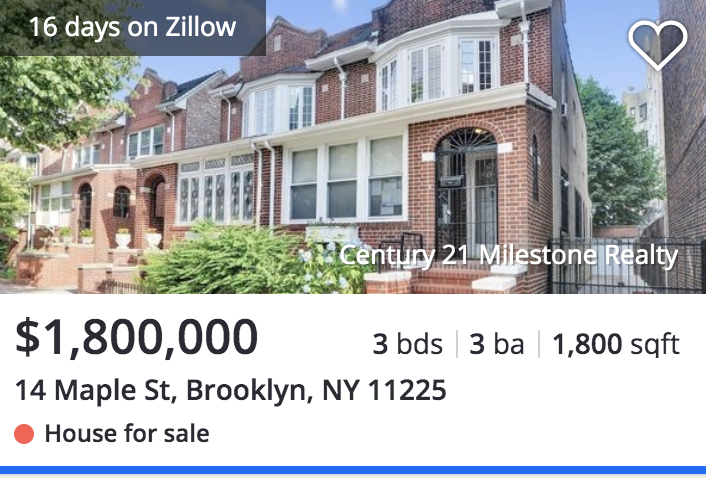 16 days on Zillow
Century 21 Milestone Realty
$1,800,000
3 bds | 3 ba | 1,800 sqft
14 Maple St, Brooklyn, NY 11225
House for sale